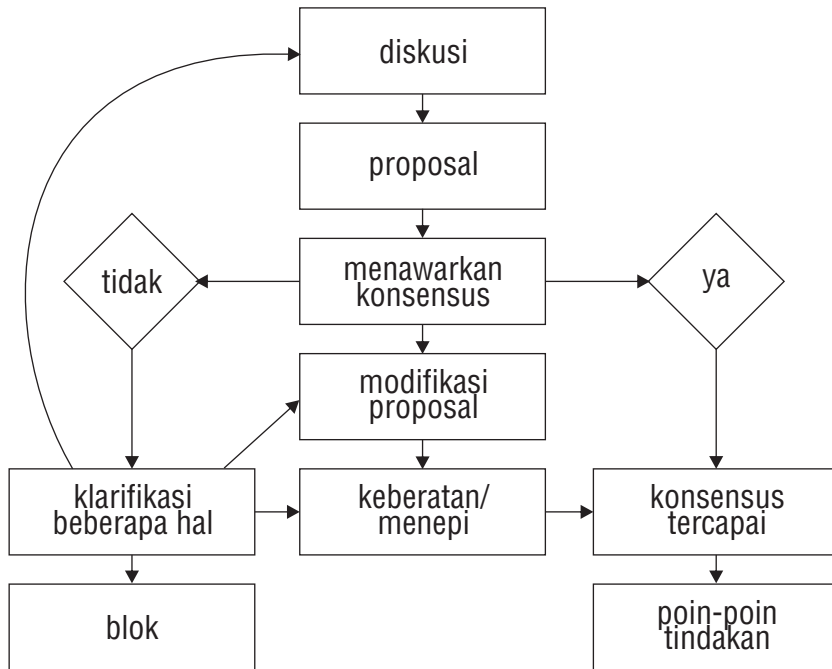 diskusi
proposal
tidak
menawarkan
konsensus
ya
modifikasi
proposal
klarifikasi
beberapa hal
keberatan/
menepi
konsensus
tercapai
blok
poin-poin
tindakan